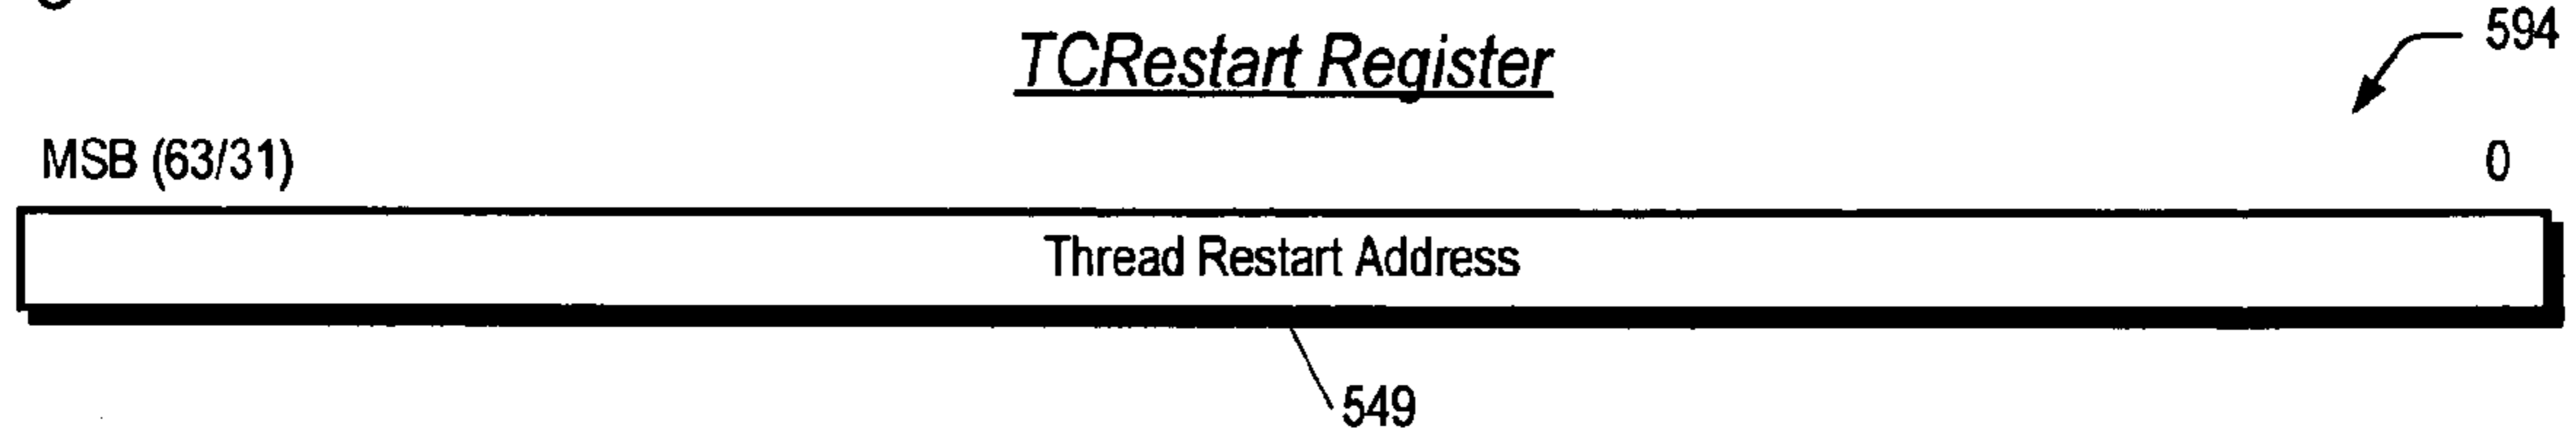 TCRestart Register
594
MSB (63/31)
0
Thread Restart Address
549